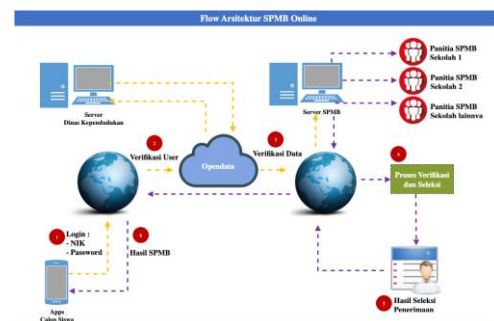 Flow Arsitektur SPMB Online
Server
Dinas Kependudukan
Server SPMB
Panitia SPMB
Sekolah 1
Panitia SPMB
Sekolah 2
Panitia SPMB
Sekolah lainnya
2
Verifikasi User
Opendata
3
Verifikasi Data
4
Proses Verifikasi
dan Seleksi
1
Login :
- NIK
- Password
6
Hasil SPMB
5
Hasil Seleksi
Penerimaan
Apps
Calon Siswa